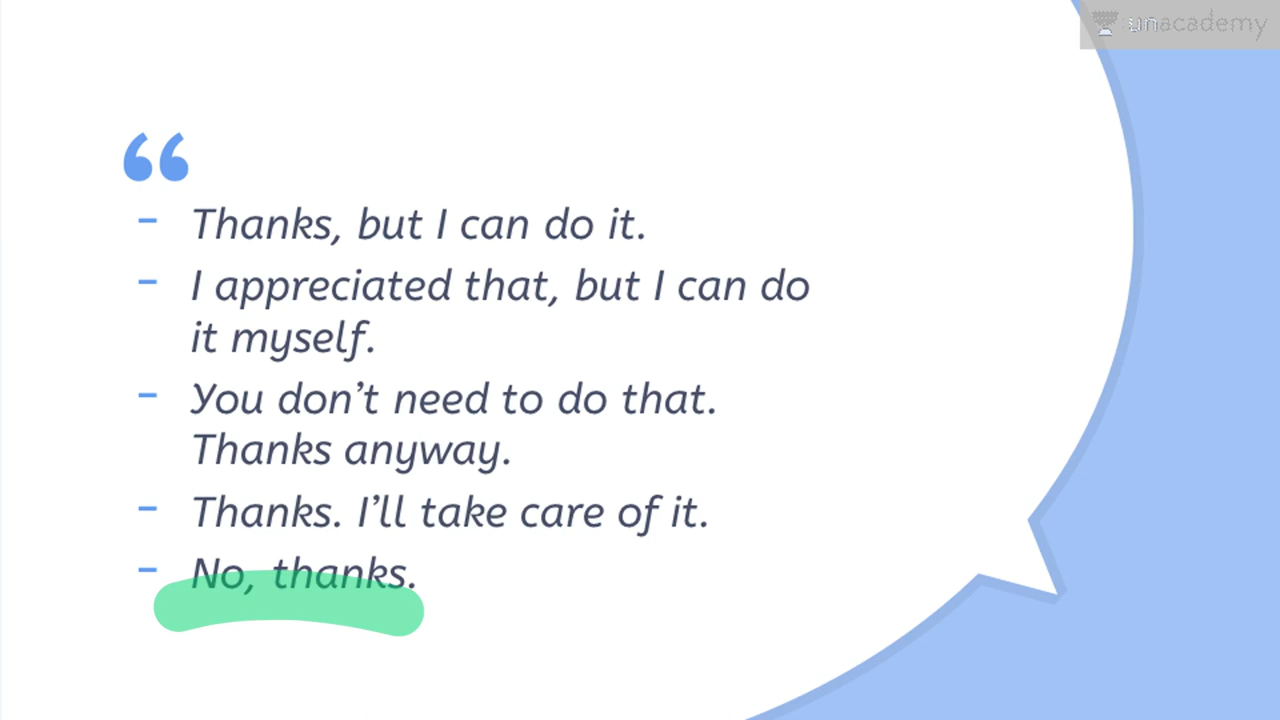 unacademy
“
- Thanks, but I can do it.
- I appreciated that, but I can do
it myself.
- You don’t need to do that.
Thanks anyway.
- Thanks. I’ll take care of it.
- No, thanks.